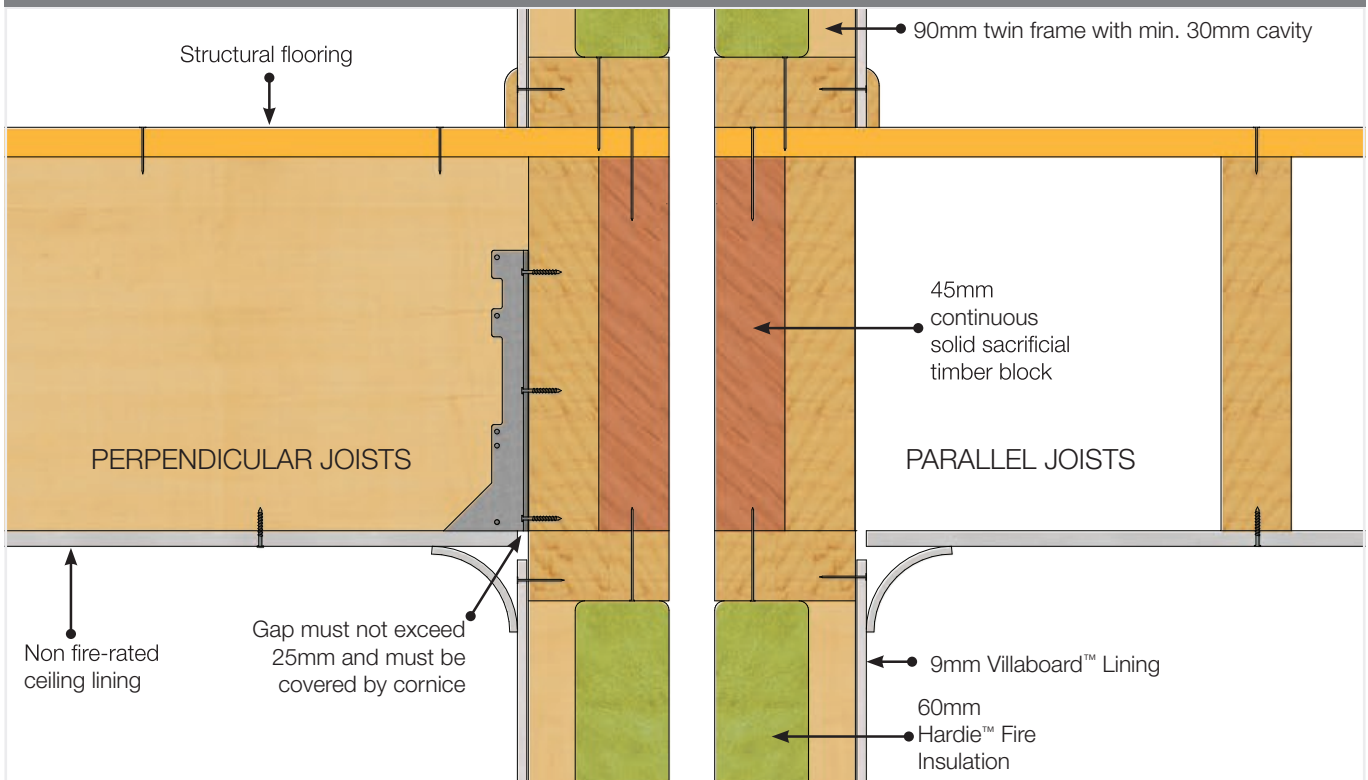 90mm twin frame with min. 30mm cavity
Structural flooring
45mm
continuous
solid sacrificial
timber block
PERPENDICULAR JOISTS
PARALLEL JOISTS
Non fire-rated
ceiling lining
Gap must not exceed
25mm and must be
covered by cornice
9mm Villaboard™ Lining
60mm
Hardie™ Fire
Insulation